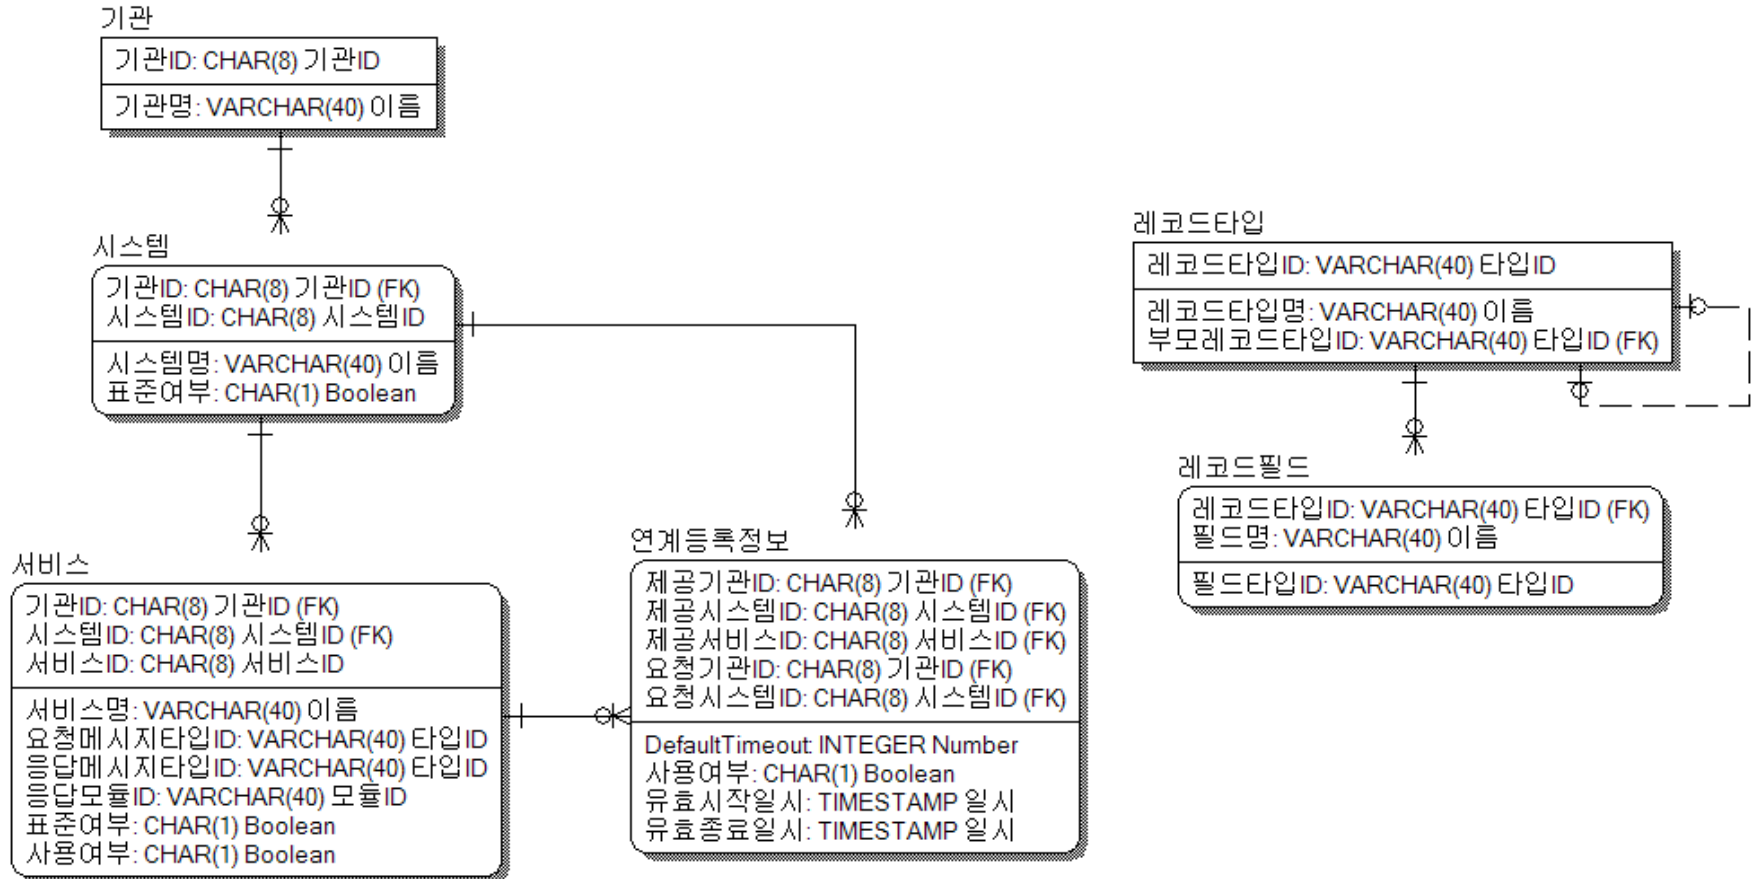 기관
기관ID: CHAR(8) 기관ID
기관명: VARCHAR(40) 이름
시스템
기관ID: CHAR(8) 기관ID (FK)
시스템ID: CHAR(8) 시스템ID
시스템명: VARCHAR(40) 이름
표준여부: CHAR(1) Boolean
서비스
기관ID: CHAR(8) 기관ID (FK)
시스템ID: CHAR(8) 시스템ID (FK)
서비스ID: CHAR(8) 서비스ID
서비스명: VARCHAR(40) 이름
요청메시지타입ID: VARCHAR(40) 타입ID
응답메시지타입ID: VARCHAR(40) 타입ID
응답모듈ID: VARCHAR(40) 모듈ID
표준여부: CHAR(1) Boolean
사용여부: CHAR(1) Boolean
연계등록정보
제공기관ID: CHAR(8) 기관ID (FK)
제공시스템ID: CHAR(8) 시스템ID (FK)
제공서비스ID: CHAR(8) 서비스ID (FK)
요청기관ID: CHAR(8) 기관ID (FK)
요청시스템ID: CHAR(8) 시스템ID (FK)
DefaultTimeout: INTEGER Number
사용여부: CHAR(1) Boolean
유효시작일시: TIMESTAMP 일시
유효종료일시: TIMESTAMP 일시
레코드타입
레코드타입ID: VARCHAR(40) 타입ID
레코드타입명: VARCHAR(40) 이름
부모레코드타입ID: VARCHAR(40) 타입ID (FK)
레코드필드
레코드타입ID: VARCHAR(40) 타입ID (FK)
필드명: VARCHAR(40) 이름
필드타입ID: VARCHAR(40) 타입ID